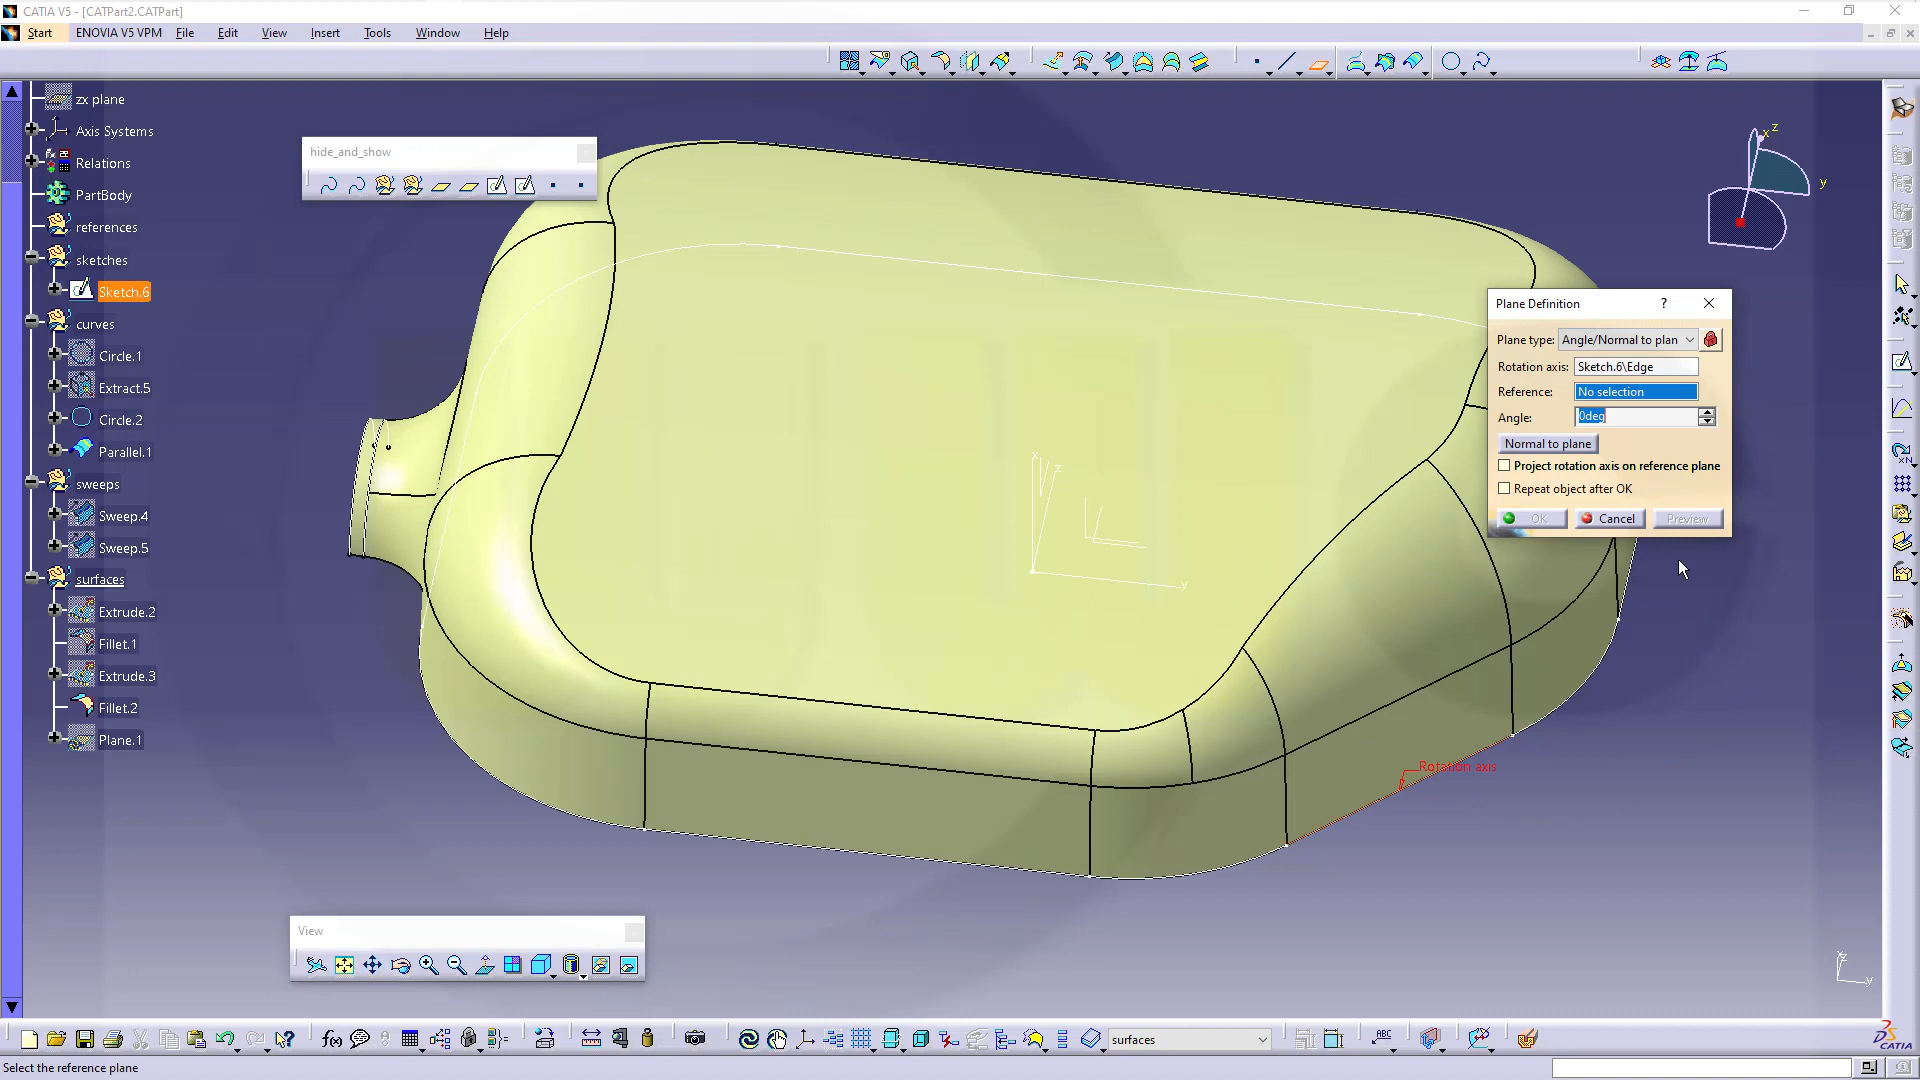 CATIA V5 - [CATPart2.CATPart]
Start
ENOVIA V5 VPM
File
Edit
View
Insert
Tools
Window
Help
zx plane
Axis Systems
Relations
PartBody
references
sketches
Sketch.6
curves
Circle.1
Extract.5
Circle.2
Parallel.1
sweeps
Sweep.4
Sweep.5
surfaces
Extrude.2
Fillet.1
Extrude.3
Fillet.2
Plane.1
hide_and_show
z
x
y
Plane Definition
?
Plane type: Angle/Normal to plan
Rotation axis: Sketch.6\Edge
Reference: No selection
Angle: 0deg
Normal to plane
Project rotation axis on reference plane
Repeat object after OK
OK
Cancel
Preview
x
z
y
Rotation axis
View
z
y
surfaces
ABC
CATIA
Select the reference plane